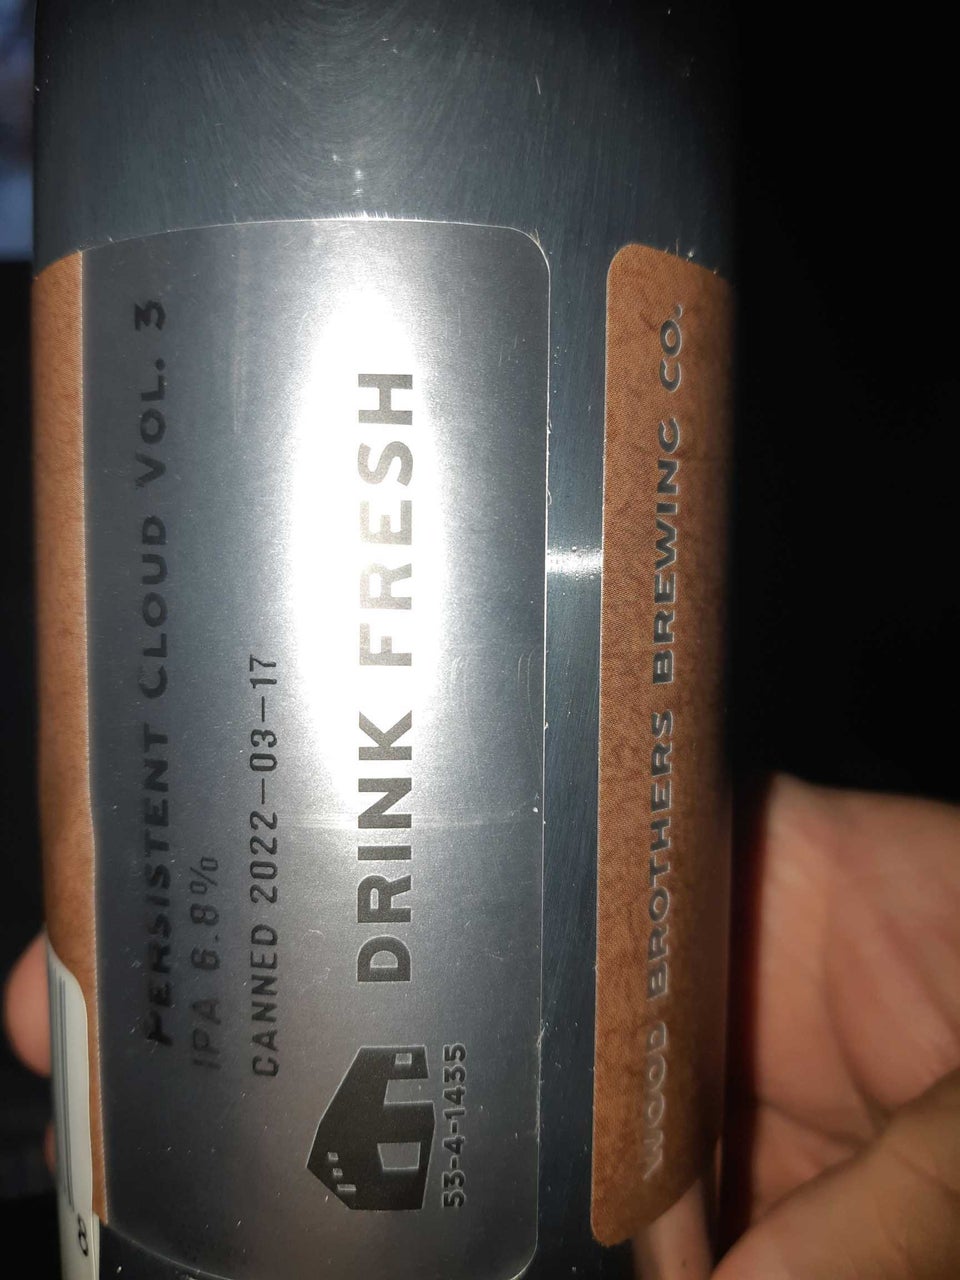 PERSISTENT CLOUD VOL. 3
IPA 6.8%
CANNED 2022-03-17
DRINK FRESH
53-4-1435
WOOD BROTHERS BREWING CO.
8